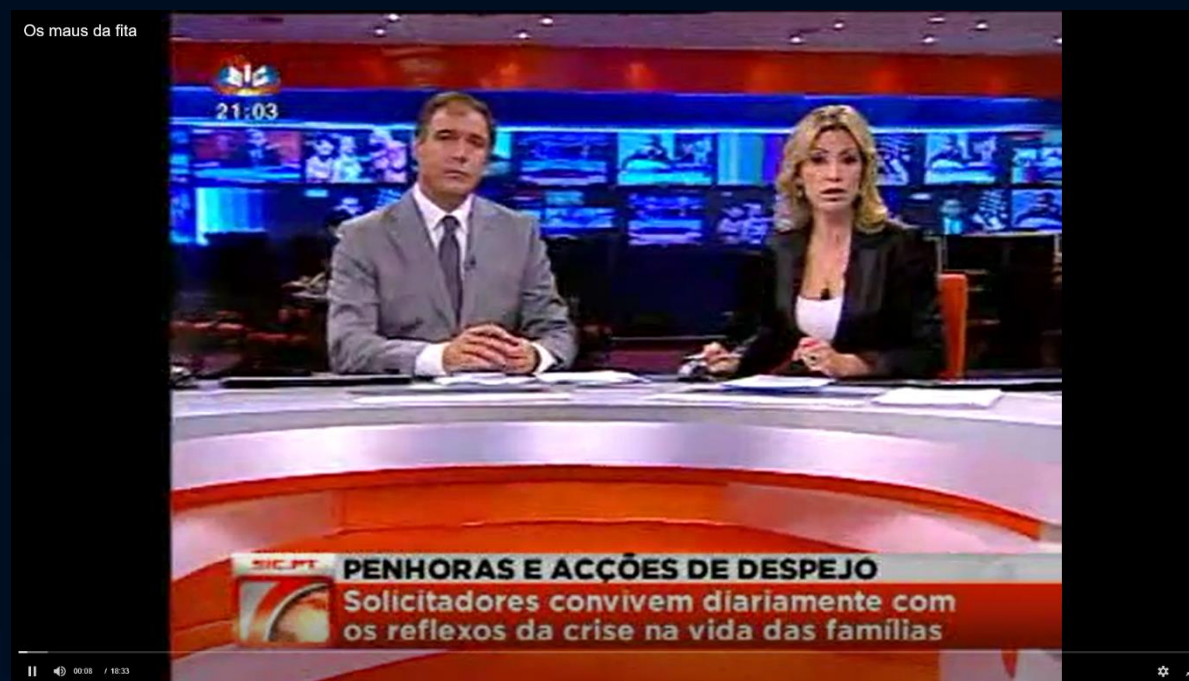 Os maus da fita
SIC
21:03
SIC.PT
PENHORAS E ACÇÕES DE DESPEJO
Solicitadores convivem diariamente com
os reflexos da crise na vida das famílias
00:08 / 18:33